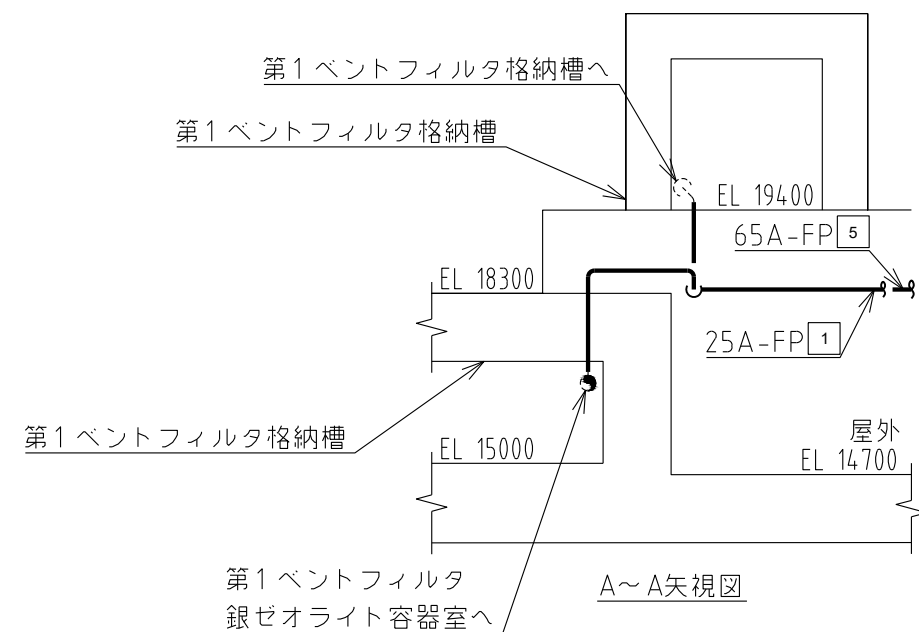 第1ベントフィルタ格納槽へ
第1ベントフィルタ格納槽
EL 19400
65A-FP 5
EL 18300
25A-FP 1
第1ベントフィルタ格納槽
EL 15000
屋外
EL 14700
第1ベントフィルタ
銀ゼオライト容器室へ
A～A矢視図